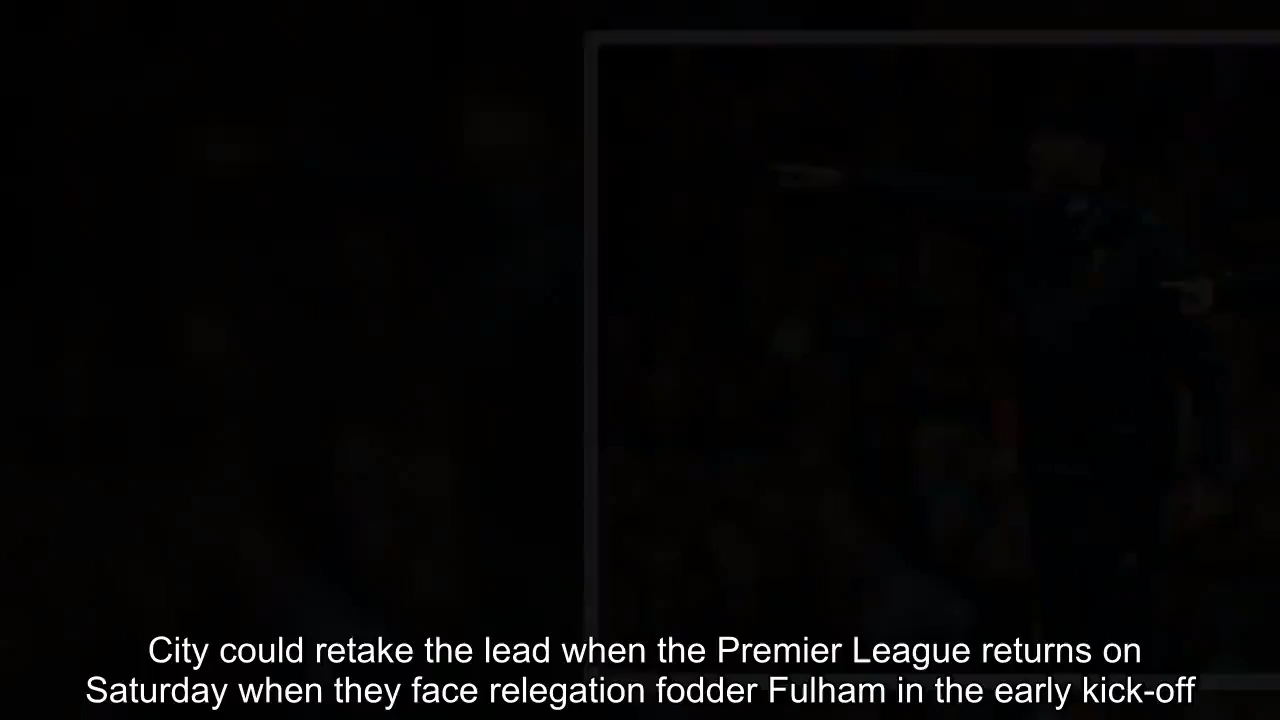 City could retake the lead when the Premier League returns on
Saturday when they face relegation fodder Fulham in the early kick-off